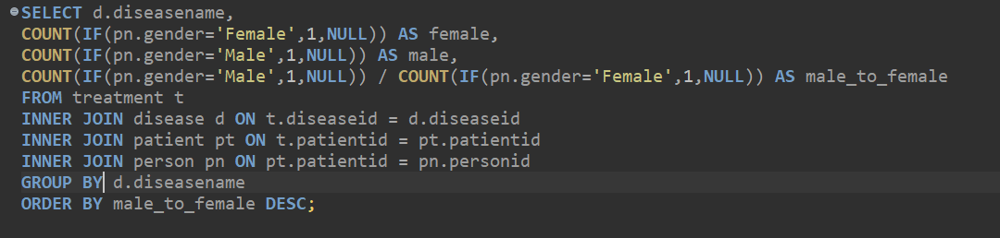 SELECT d.diseasename,
COUNT(IF(pn.gender='Female',1,NULL)) AS female,
COUNT(IF(pn.gender='Male',1,NULL)) AS male,
COUNT(IF(pn.gender='Male',1,NULL)) / COUNT(IF(pn.gender='Female',1,NULL)) AS male_to_female
FROM treatment t
INNER JOIN disease d ON t.diseaseid = d.diseaseid
INNER JOIN patient pt ON t.patientid = pt.patientid
INNER JOIN person pn ON pt.patientid = pn.personid
GROUP BY d.diseasename
ORDER BY male_to_female DESC;